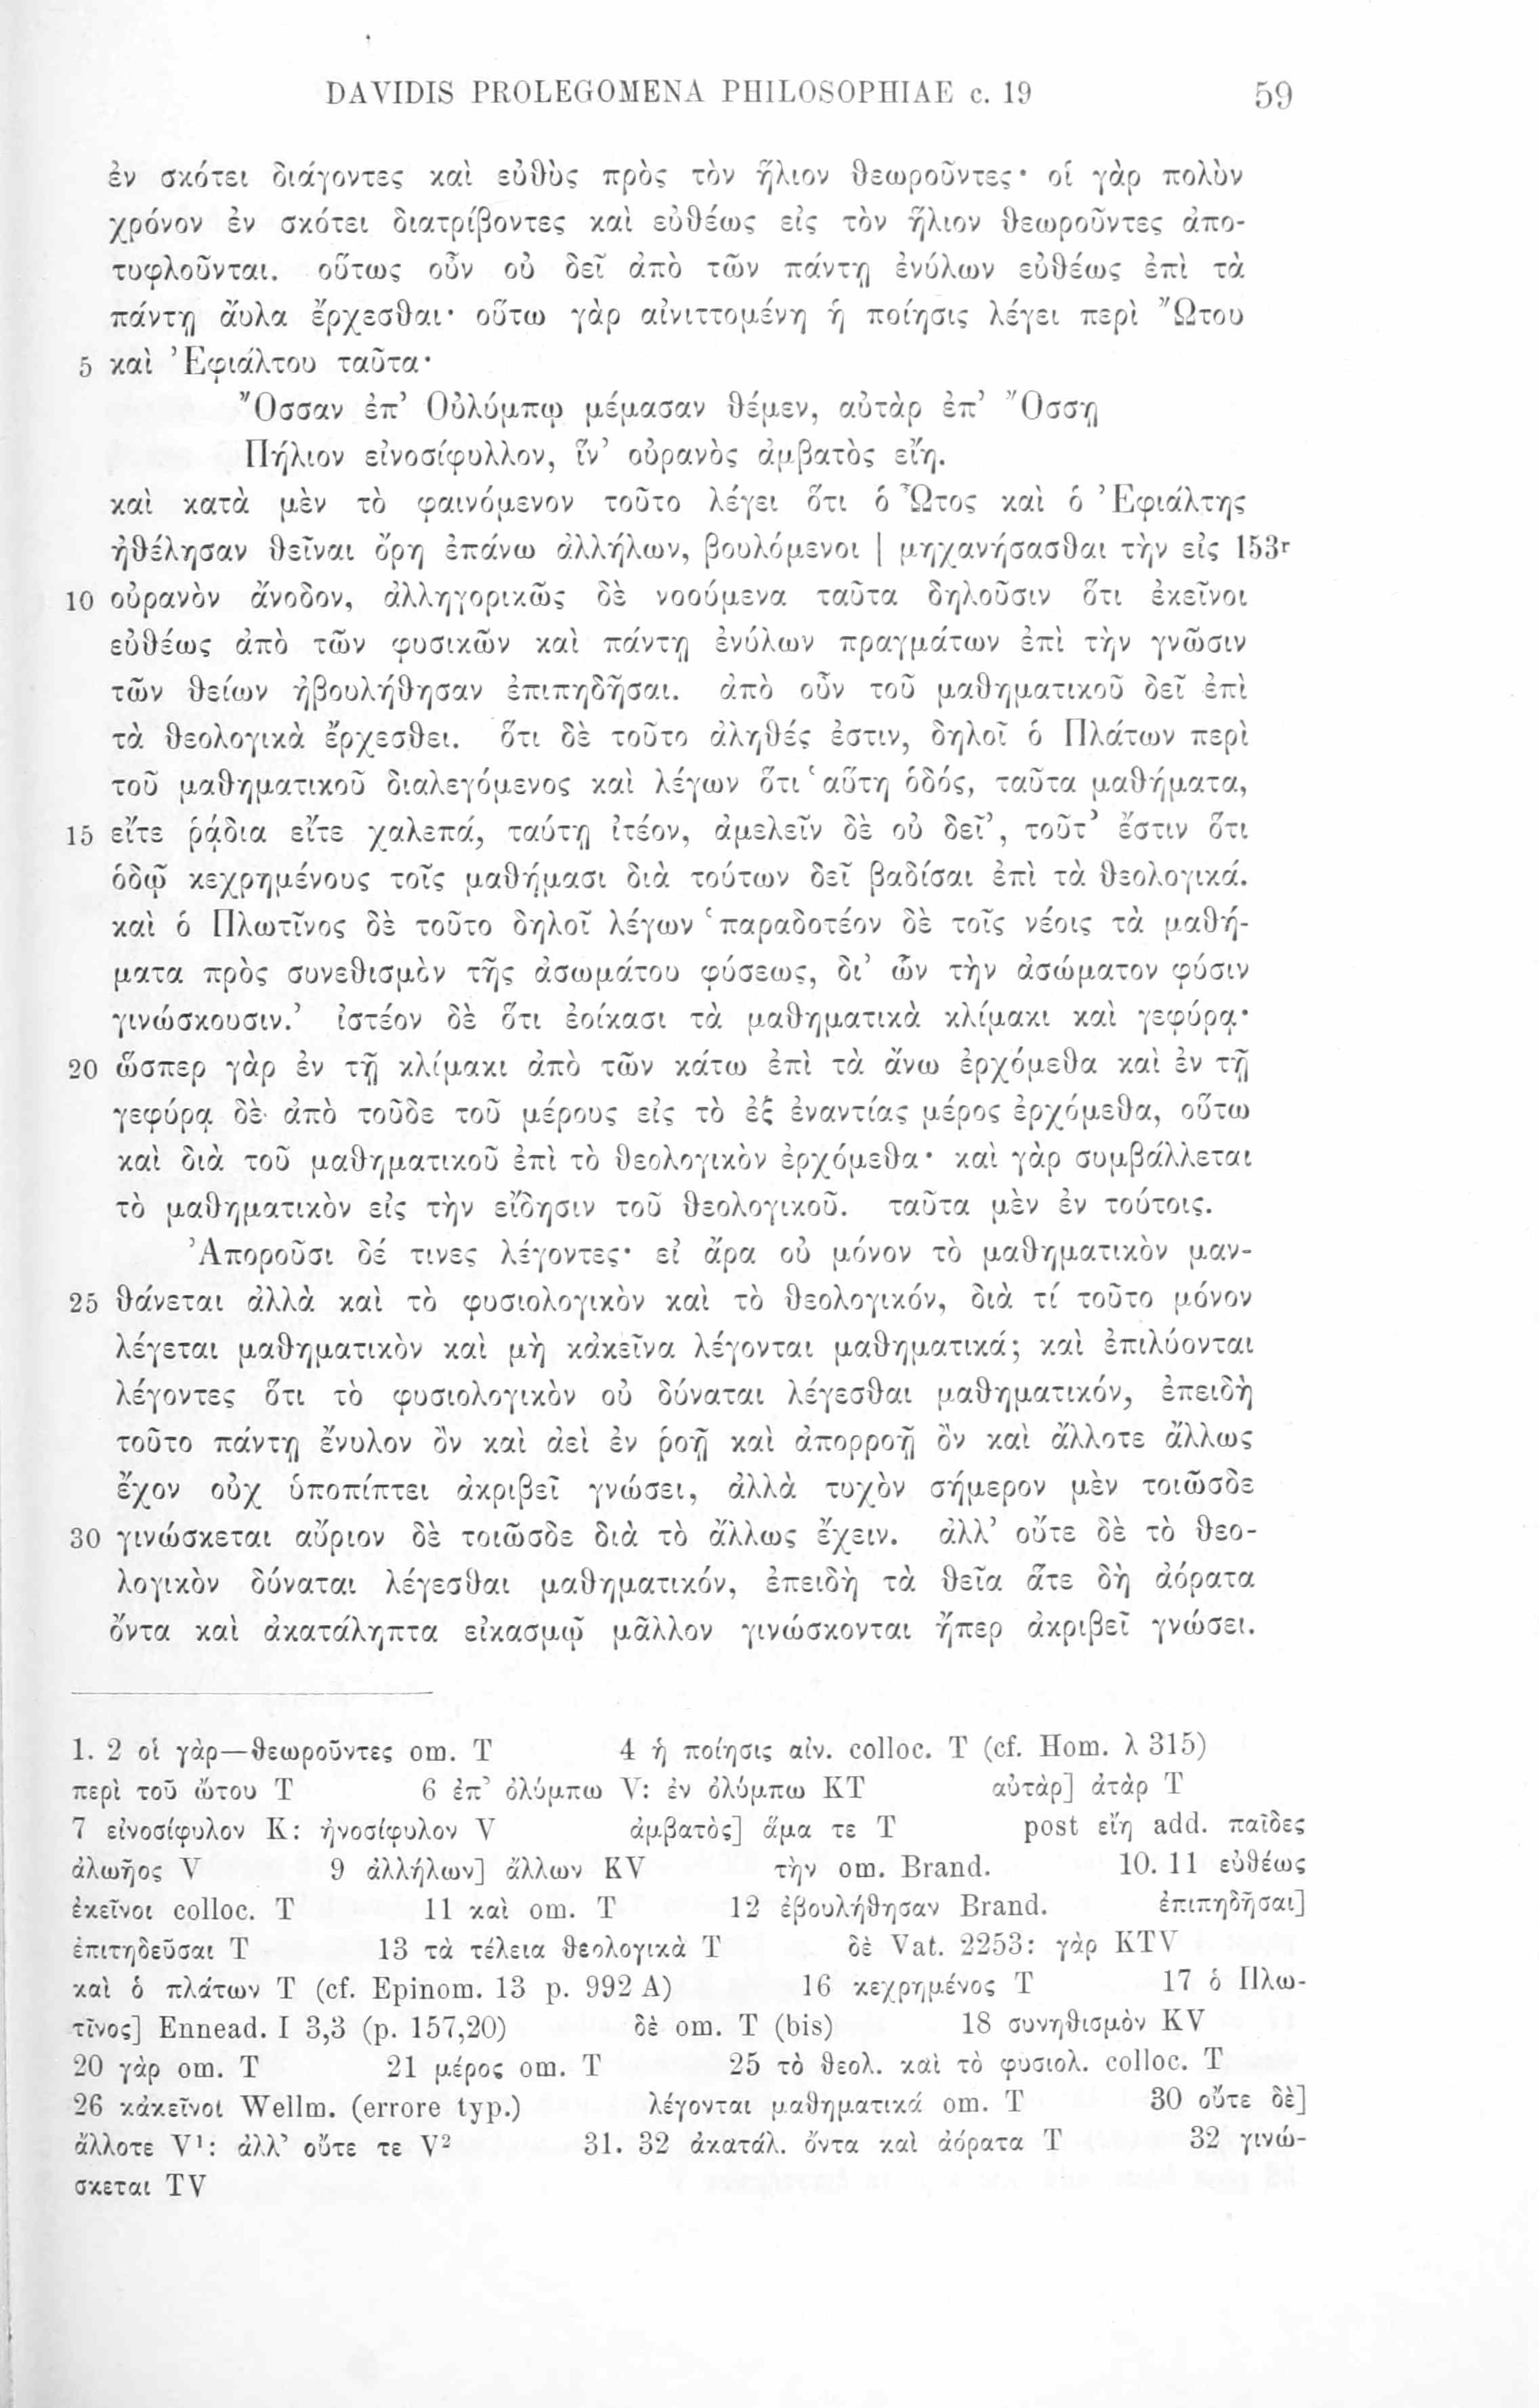 DAVIDIS PROLEGOMENA PHILOSOPHIAE c. 19 59
ἐν σκότει διάγοντες καὶ εὐθὺς πρὸς τὸν ἥλιον θεωροῦντες· οἱ γὰρ πολὺν
χρόνον ἐν σκότει διατρίβοντες καὶ εὐθέως εἰς τὸν ἥλιον θεωροῦντες ἀπο-
τυφλοῦνται. οὕτως οὖν οὐ δεῖ ἀπὸ τῶν πάντῃ ἐνύλων εὐθέως ἐπὶ τὰ
πάντῃ ἄυλα ἔρχεσθαι· οὕτω γὰρ αἰνιττομένη ἡ ποίησις λέγει περὶ Ὤτου
5 καὶ Ἐφιάλτου ταῦτα·
Ὄσσαν ἐπ’ Οὐλύμπῳ μέμασαν θέμεν, αὐτὰρ ἐπ’ Ὄσσῃ
Πήλιον εἰνοσίφυλλον, ἵν’ οὐρανὸς ἀμβατὸς εἴη.
καὶ κατὰ μὲν τὸ φαινόμενον τοῦτο λέγει ὅτι ὁ Ὦτος καὶ ὁ Ἐφιάλτης
ἠθέλησαν θεῖναι ὄρη ἐπάνω ἀλλήλων, βουλόμενοι | μηχανήσασθαι τὴν εἰς 153r
10 οὐρανὸν ἄνοδον, ἀλληγορικῶς δὲ νοούμενα ταῦτα δηλοῦσιν ὅτι ἐκεῖνοι
εὐθέως ἀπὸ τῶν φυσικῶν καὶ πάντῃ ἐνύλων πραγμάτων ἐπὶ τὴν γνῶσιν
τῶν θείων ἠβουλήθησαν ἐπιπηδῆσαι. ἀπὸ οὖν τοῦ μαθηματικοῦ δεῖ ἐπὶ
τὰ θεολογικὰ ἔρχεσθει. ὅτι δὲ τοῦτο ἀληθές ἐστιν, δηλοῖ ὁ Πλάτων περὶ
τοῦ μαθηματικοῦ διαλεγόμενος καὶ λέγων ὅτι ‘αὕτη ὁδός, ταῦτα μαθήματα,
15 εἴτε ῥᾴδια εἴτε χαλεπά, ταύτῃ ἰτέον, ἀμελεῖν δὲ οὐ δεῖ’, τοῦτ’ ἔστιν ὅτι
ὁδῷ κεχρημένους τοῖς μαθήμασι διὰ τούτων δεῖ βαδίσαι ἐπὶ τὰ θεολογικά.
καὶ ὁ Πλωτῖνος δὲ τοῦτο δηλοῖ λέγων ‘παραδοτέον δὲ τοῖς νέοις τὰ μαθή-
ματα πρὸς συνεθισμὸν τῆς ἀσωμάτου φύσεως, δι’ ὧν τὴν ἀσώματον φύσιν
γινώσκουσιν.’ ἰστέον δὲ ὅτι ἐοίκασι τὰ μαθηματικὰ κλίμακι καὶ γεφύρᾳ·
20 ὥσπερ γὰρ ἐν τῇ κλίμακι ἀπὸ τῶν κάτω ἐπὶ τὰ ἄνω ἐρχόμεθα καὶ ἐν τῇ
γεφύρᾳ δὲ ἀπὸ τοῦδε τοῦ μέρους εἰς τὸ ἐξ ἐναντίας μέρος ἐρχόμεθα, οὕτω
καὶ διὰ τοῦ μαθηματικοῦ ἐπὶ τὸ θεολογικὸν ἐρχόμεθα· καὶ γὰρ συμβάλλεται
τὸ μαθηματικὸν εἰς τὴν εἴδησιν τοῦ θεολογικοῦ. ταῦτα μὲν ἐν τούτοις.
Ἀποροῦσι δέ τινες λέγοντες· εἰ ἄρα οὐ μόνον τὸ μαθηματικὸν μαν-
25 θάνεται ἀλλὰ καὶ τὸ φυσιολογικὸν καὶ τὸ θεολογικόν, διὰ τί τοῦτο μόνον
λέγεται μαθηματικὸν καὶ μὴ κἀκεῖνα λέγονται μαθηματικά; καὶ ἐπιλύονται
λέγοντες ὅτι τὸ φυσιολογικὸν οὐ δύναται λέγεσθαι μαθηματικόν, ἐπειδὴ
τοῦτο πάντῃ ἔνυλον ὂν καὶ ἀεὶ ἐν ῥοῇ καὶ ἀπορροῇ ὂν καὶ ἄλλοτε ἄλλως
ἔχον οὐχ ὑποπίπτει ἀκριβεῖ γνώσει, ἀλλὰ τυχὸν σήμερον μὲν τοιῶσδε
30 γινώσκεται αὔριον δὲ τοιῶσδε διὰ τὸ ἄλλως ἔχειν. ἀλλ’ οὔτε δὲ τὸ θεο-
λογικὸν δύναται λέγεσθαι μαθηματικόν, ἐπειδὴ τὰ θεῖα ἅτε δὴ ἀόρατα
ὄντα καὶ ἀκατάληπτα εἰκασμῷ μᾶλλον γινώσκονται ἤπερ ἀκριβεῖ γνώσει.
1. 2 οἱ γὰρ—θεωροῦντες om. T 4 ἡ ποίησις αἰν. colloc. T (cf. Hom. λ 315)
περὶ τοῦ ὤτου T 6 ἐπ’ ὀλύμπω V: ἐν ὀλύμπω KT αὐτὰρ] ἀτὰρ T
7 εἰνοσίφυλον K: ἠνοσίφυλον V ἀμβατὸς] ἅμα τε T post εἴη add. παῖδες
ἀλωῆος V 9 ἀλλήλων] ἄλλων KV τὴν om. Brand. 10. 11 εὐθέως
ἐκεῖνοι colloc. T 11 καὶ om. T 12 ἐβουλήθησαν Brand. ἐπιπηδῆσαι]
ἐπιτηδεῦσαι T 13 τὰ τέλεια θεολογικὰ T δὲ Vat. 2253: γὰρ KTV
καὶ ὁ πλάτων T (cf. Epinom. 13 p. 992 A) 16 κεχρημένος T 17 ὁ Πλω-
τῖνος] Ennead. I 3,3 (p. 157,20) δὲ om. T (bis) 18 συνηθισμὸν KV
20 γὰρ om. T 21 μέρος om. T 25 τὸ θεολ. καὶ τὸ φυσιολ. colloc. T
26 κἀκεῖνοι Wellm. (errore typ.) λέγονται μαθηματικά om. T 30 οὔτε δὲ]
ἄλλοτε V¹: ἀλλ’ οὔτε τε V² 31. 32 ἀκατάλ. ὄντα καὶ ἀόρατα T 32 γινώ-
σκεται TV